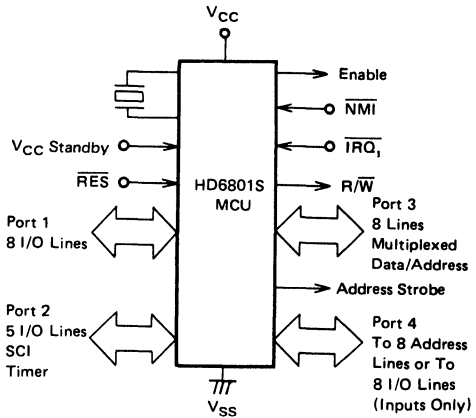 VCC
Enable
NMI
VCC Standby
IRQ1
RES
HD6801S
MCU
R/W
Port 1
8 I/O Lines
Port 3
8 Lines
Multiplexed
Data/Address
Address Strobe
Port 2
5 I/O Lines
SCI
Timer
Port 4
To 8 Address
Lines or To
8 I/O Lines
(Inputs Only)
VSS